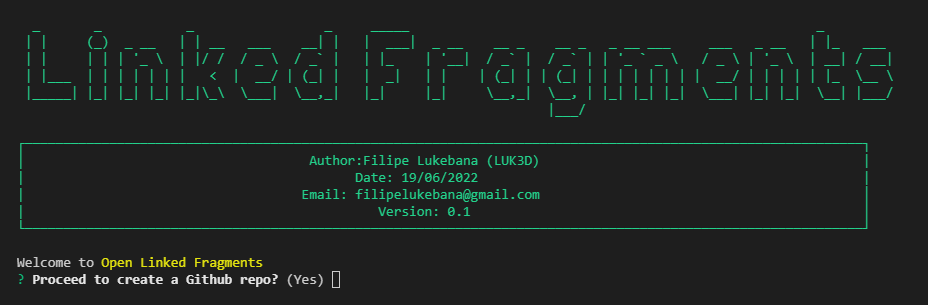 Linked Fragments
Author:Filipe Lukebana (LUK3D)
Date: 19/06/2022
Email: filipelukebana@gmail.com
Version: 0.1
Welcome to Open Linked Fragments
? Proceed to create a Github repo? (Yes)